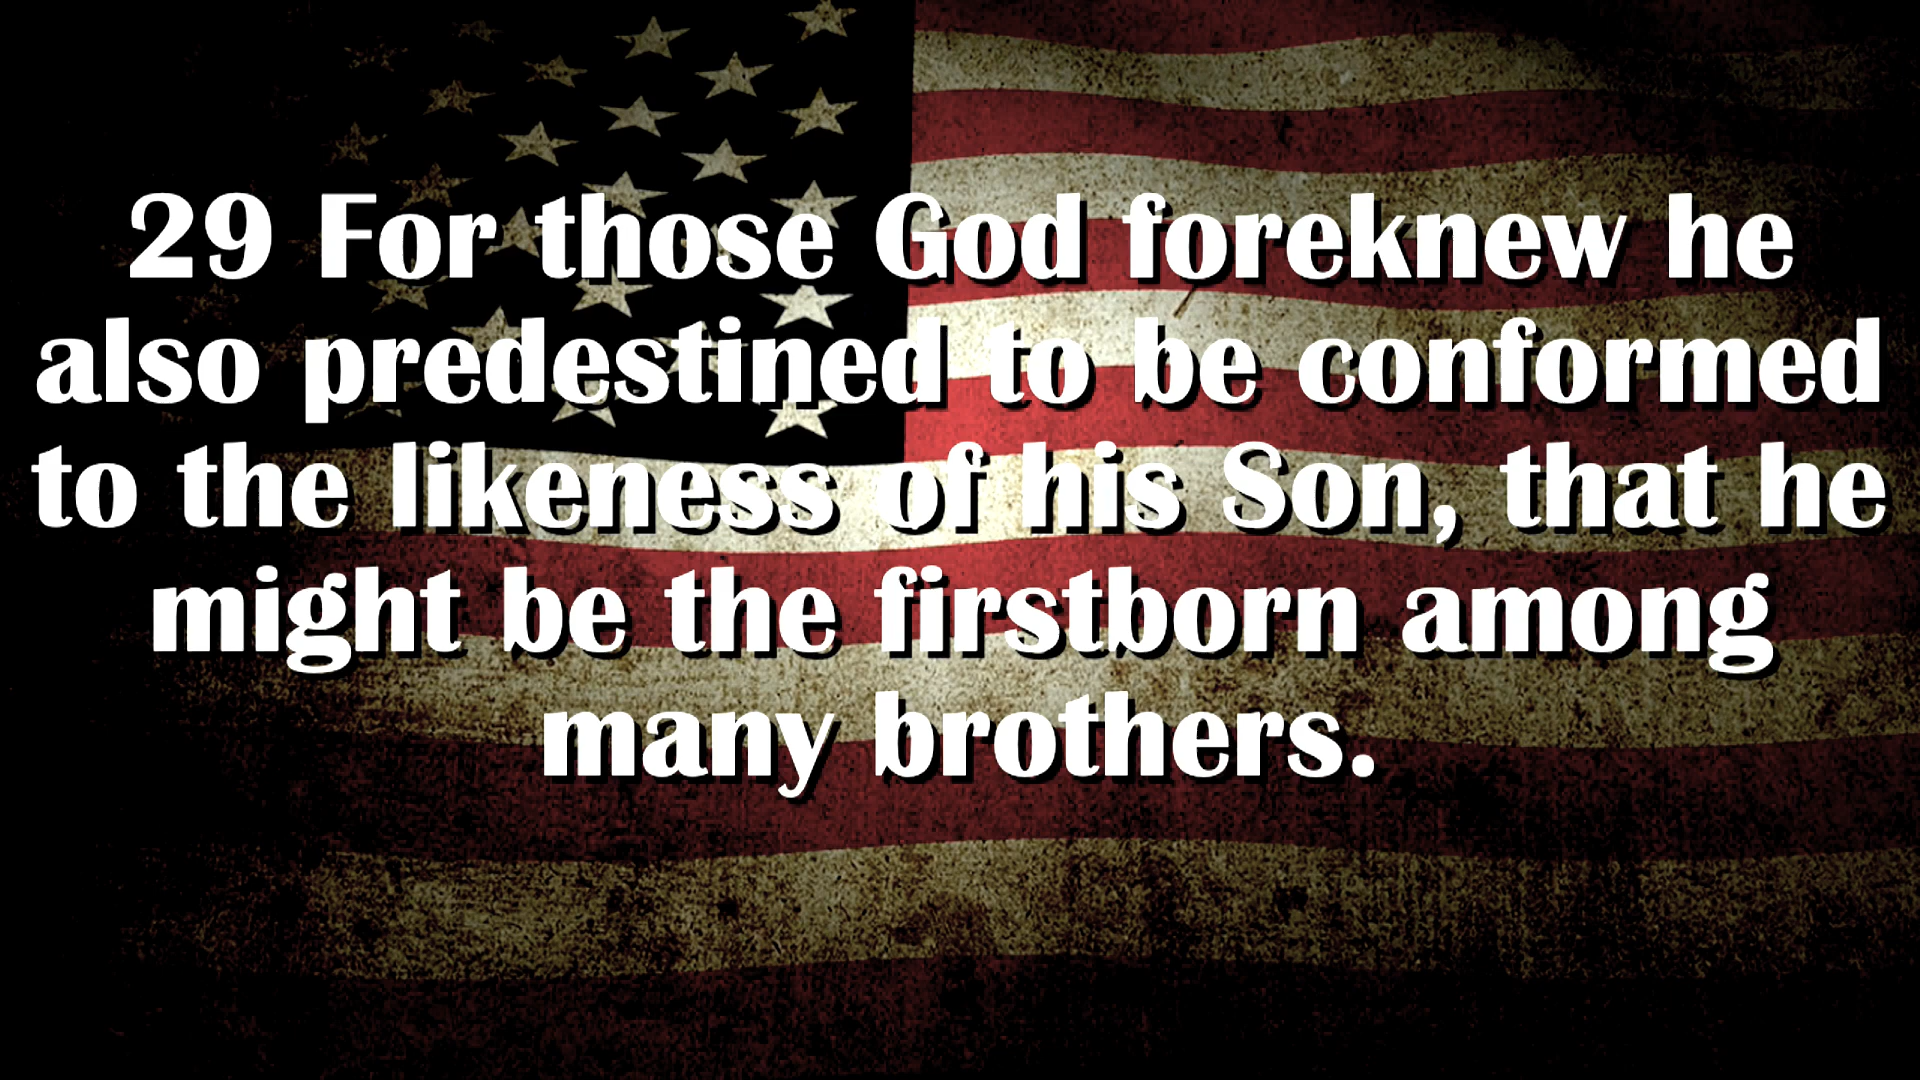 29 For those God foreknew he
also predestined to be conformed
to the likeness of his Son, that he
might be the firstborn among
many brothers.